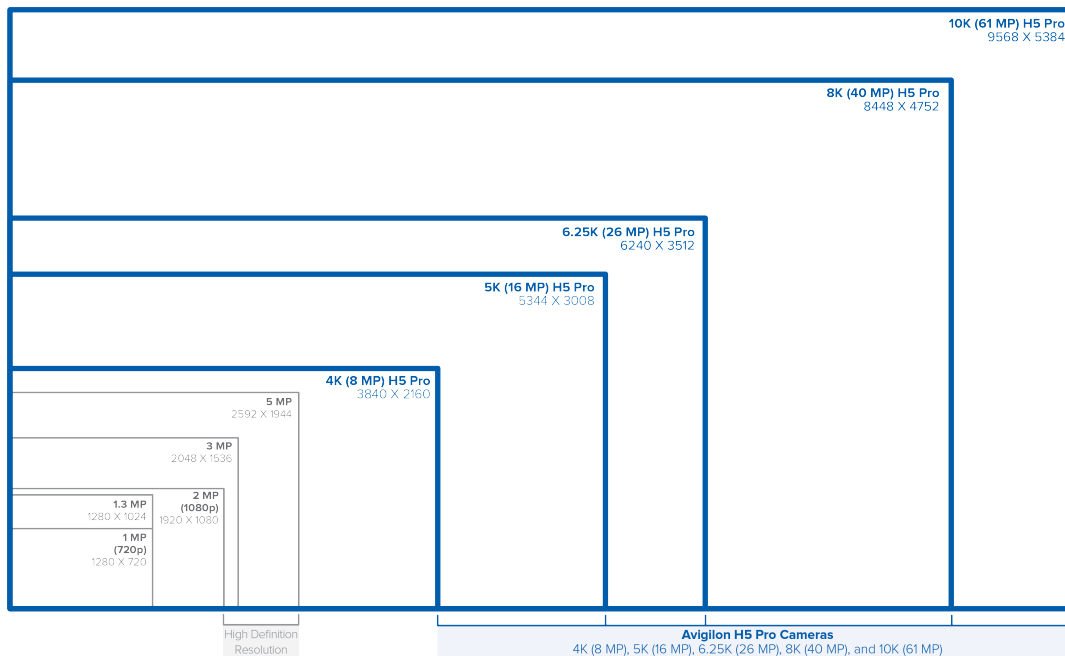 10K (61 MP) H5 Pro
9568 X 5384
8K (40 MP) H5 Pro
8448 X 4752
6.25K (26 MP) H5 Pro
6240 X 3512
5K (16 MP) H5 Pro
5344 X 3008
4K (8 MP) H5 Pro
3840 X 2160
5 MP
2592 X 1944
3 MP
2048 X 1536
2 MP
(1080p)
1920 X 1080
1.3 MP
1280 X 1024
1 MP
(720p)
1280 X 720
High Definition
Resolution
Avigilon H5 Pro Cameras
4K (8 MP), 5K (16 MP), 6.25K (26 MP), 8K (40 MP), and 10K (61 MP)